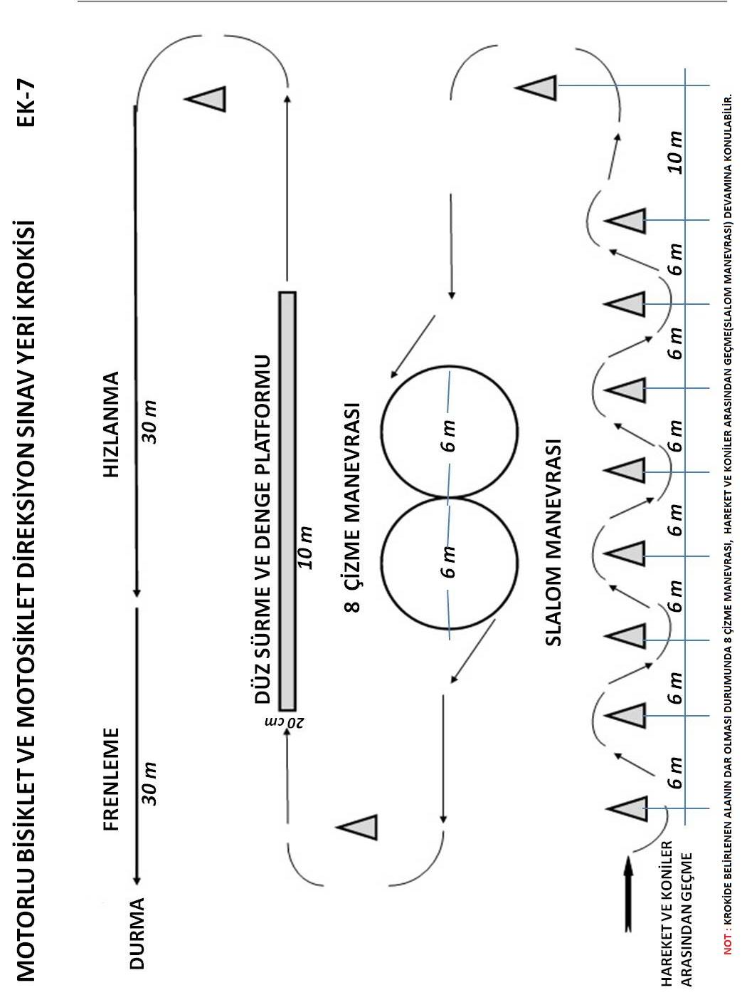 MOTORLU BİSİKLET VE MOTOSİKLET DİREKSİYON SINAV YERİ KROKİSİ EK-7
DURMA FRENLEME HIZLANMA
30 m 30 m
DÜZ SÜRME VE DENGE PLATFORMU
20 cm
10 m
8 ÇİZME MANEVRASI
6 m 6 m
SLALOM MANEVRASI
6 m 6 m 6 m 6 m 6 m 6 m 6 m 10 m
HAREKET VE KONİLER
ARASINDAN GEÇME
NOT : KROKİDE BELİRLENEN ALANIN DAR OLMASI DURUMUNDA 8 ÇİZME MANEVRASI, HAREKET VE KONİLER ARASINDAN GEÇME(SLALOM MANEVRASI) DEVAMINA KONULABİLİR.